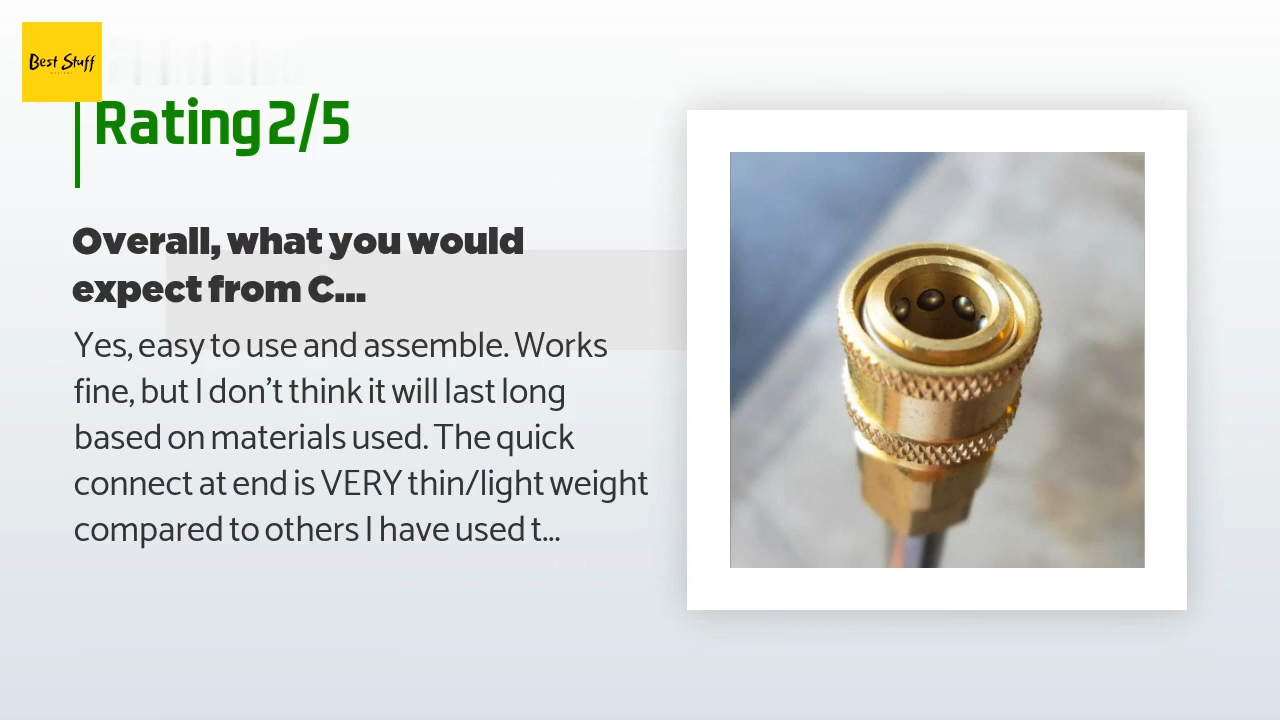 Best Stuff
Rating 2/5
Overall, what you would
expect from C...
Yes, easy to use and assemble. Works
fine, but I don't think it will last long
based on materials used. The quick
connect at end is VERY thin/light weight
compared to others I have used t...